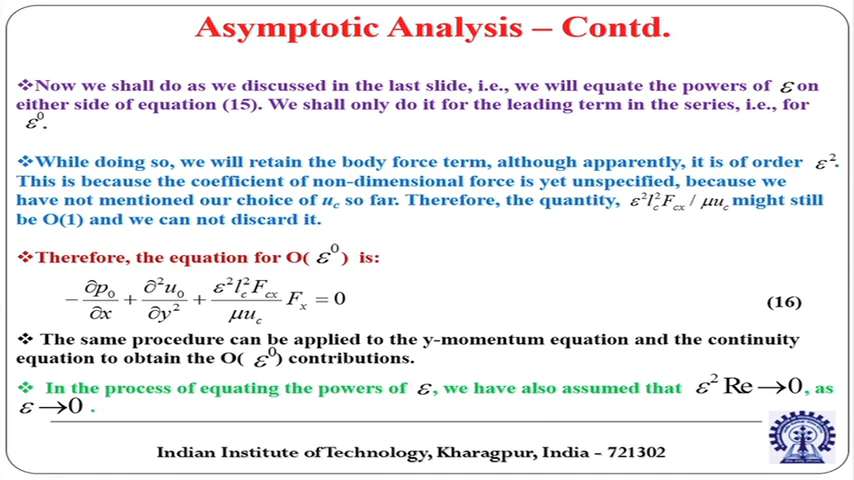 Asymptotic Analysis – Contd.
❖Now we shall do as we discussed in the last slide, i.e., we will equate the powers of ε on
either side of equation (15). We shall only do it for the leading term in the series, i.e., for
ε⁰.
❖While doing so, we will retain the body force term, although apparently, it is of order ε².
This is because the coefficient of non-dimensional force is yet unspecified, because we
have not mentioned our choice of u_c so far. Therefore, the quantity, ε²l_c²F_cx / μu_c might still
be O(1) and we can not discard it.
❖Therefore, the equation for O( ε⁰ ) is:
−∂p₀/∂x + ∂²u₀/∂y² + (ε²l_c²F_cx/μu_c) F_x = 0 (16)
❖ The same procedure can be applied to the y-momentum equation and the continuity
equation to obtain the O( ε⁰) contributions.
❖ In the process of equating the powers of ε, we have also assumed that ε² Re→0, as
ε→0 .
Indian Institute of Technology, Kharagpur, India - 721302